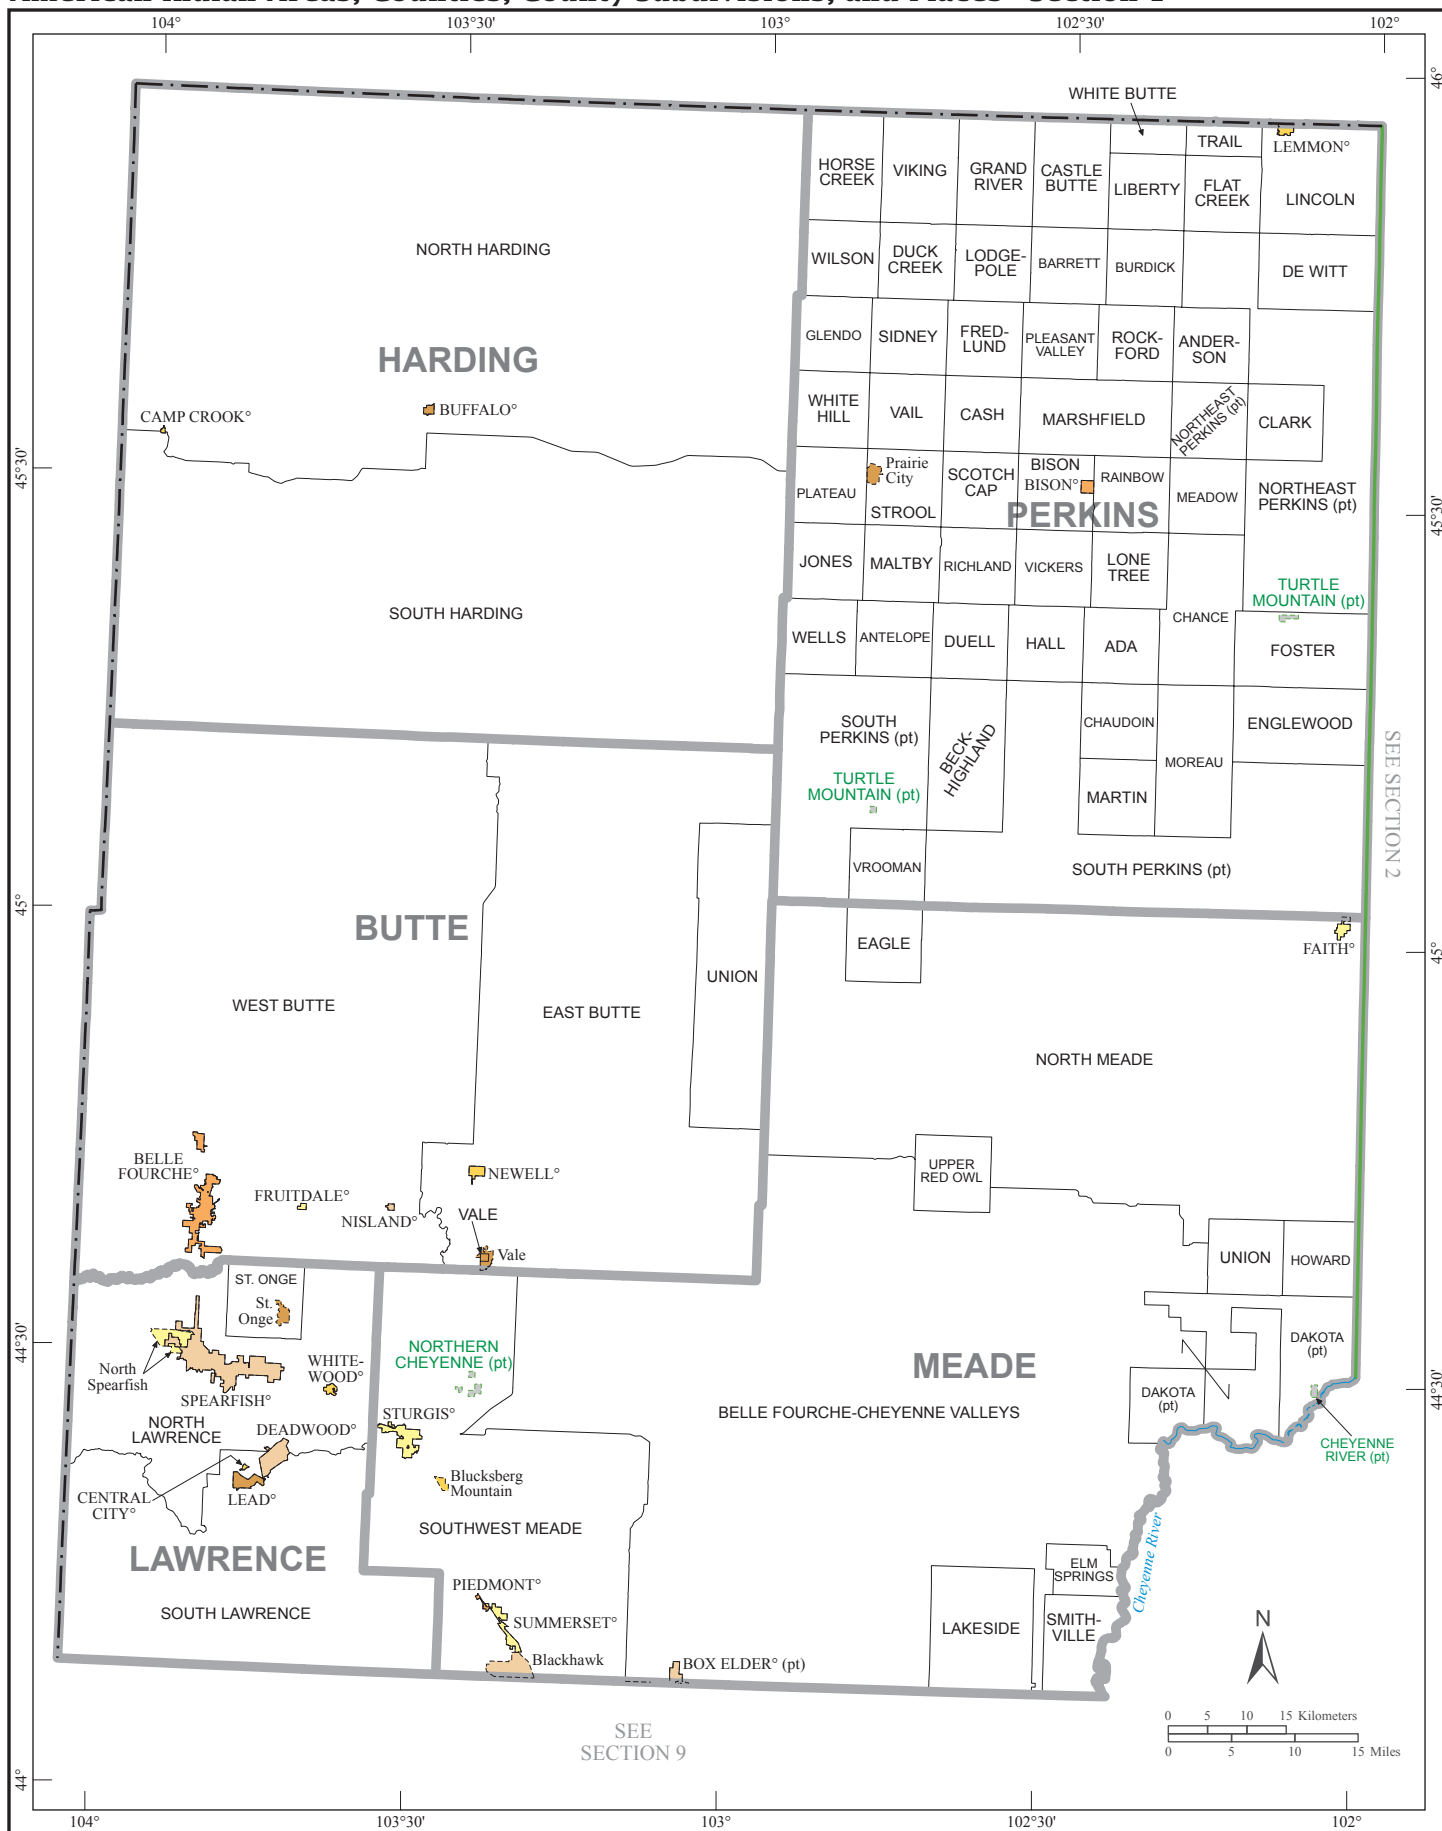 American Indian Areas, Counties, County Subdivisions, and Places—Section 1
104°
103°30'
103°
102°30'
102°
46°
WHITE BUTTE
TRAIL
LEMMON°
HORSE
CREEK
VIKING
GRAND
RIVER
CASTLE
BUTTE
LIBERTY
FLAT
CREEK
LINCOLN
NORTH HARDING
WILSON
DUCK
CREEK
LODGE-
POLE
BARRETT
BURDICK
DE WITT
HARDING
GLENDO
SIDNEY
FRED-
LUND
PLEASANT
VALLEY
ROCK-
FORD
ANDER-
SON
CAMP CROOK°
BUFFALO°
WHITE
HILL
VAIL
CASH
MARSHFIELD
NORTHEAST
PERKINS (pt)
CLARK
45°30'
PLATEAU
Prairie
City
STROOL
SCOTCH
CAP
BISON
BISON°
RAINBOW
MEADOW
NORTHEAST
PERKINS (pt)
PERKINS
45°30'
JONES
MALTBY
RICHLAND
VICKERS
LONE
TREE
TURTLE
MOUNTAIN (pt)
SOUTH HARDING
CHANCE
WELLS
ANTELOPE
DUELL
HALL
ADA
FOSTER
SOUTH
PERKINS (pt)
BECK-
HIGHLAND
CHAUDOIN
ENGLEWOOD
MOREAU
TURTLE
MOUNTAIN (pt)
MARTIN
SEE SECTION 2
VROOMAN
SOUTH PERKINS (pt)
45°
BUTTE
EAGLE
FAITH°
45°
UNION
WEST BUTTE
EAST BUTTE
NORTH MEADE
BELLE
FOURCHE°
NEWELL°
UPPER
RED OWL
FRUITDALE°
NISLAND°
VALE
Vale
UNION
HOWARD
ST. ONGE
St.
Onge
44°30'
North
Spearfish
SPEARFISH°
WHITE-
WOOD°
NORTHERN
CHEYENNE (pt)
MEADE
DAKOTA
(pt)
DAKOTA
(pt)
44°30'
NORTH
LAWRENCE
DEADWOOD°
STURGIS°
BELLE FOURCHE-CHEYENNE VALLEYS
CHEYENNE
RIVER (pt)
CENTRAL
CITY°
LEAD°
Blucksberg
Mountain
SOUTHWEST MEADE
Cheyenne River
LAWRENCE
ELM
SPRINGS
PIEDMONT°
SOUTH LAWRENCE
SUMMERSET°
LAKESIDE
SMITH-
VILLE
Blackhawk
BOX ELDER° (pt)
N
SEE
SECTION 9
0 5 10 15 Kilometers
0 5 10 15 Miles
44°
104°
103°30'
103°
102°30'
102°